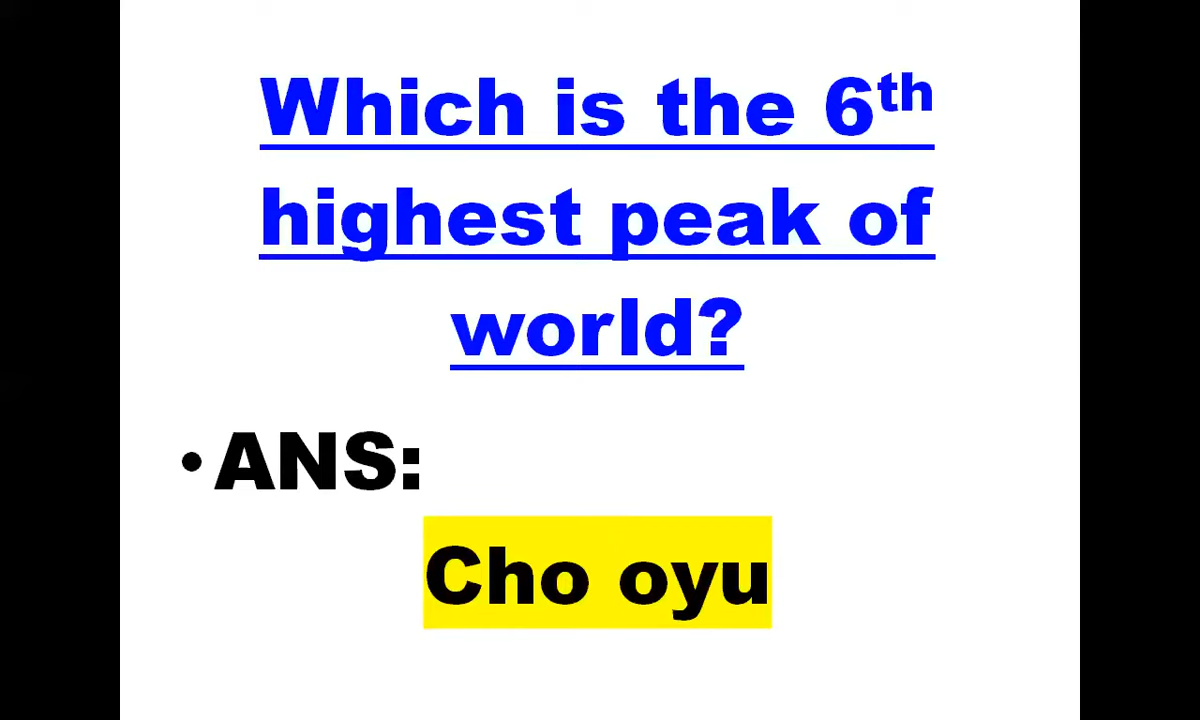 Which is the 6th
highest peak of
world?
•ANS:
Cho oyu